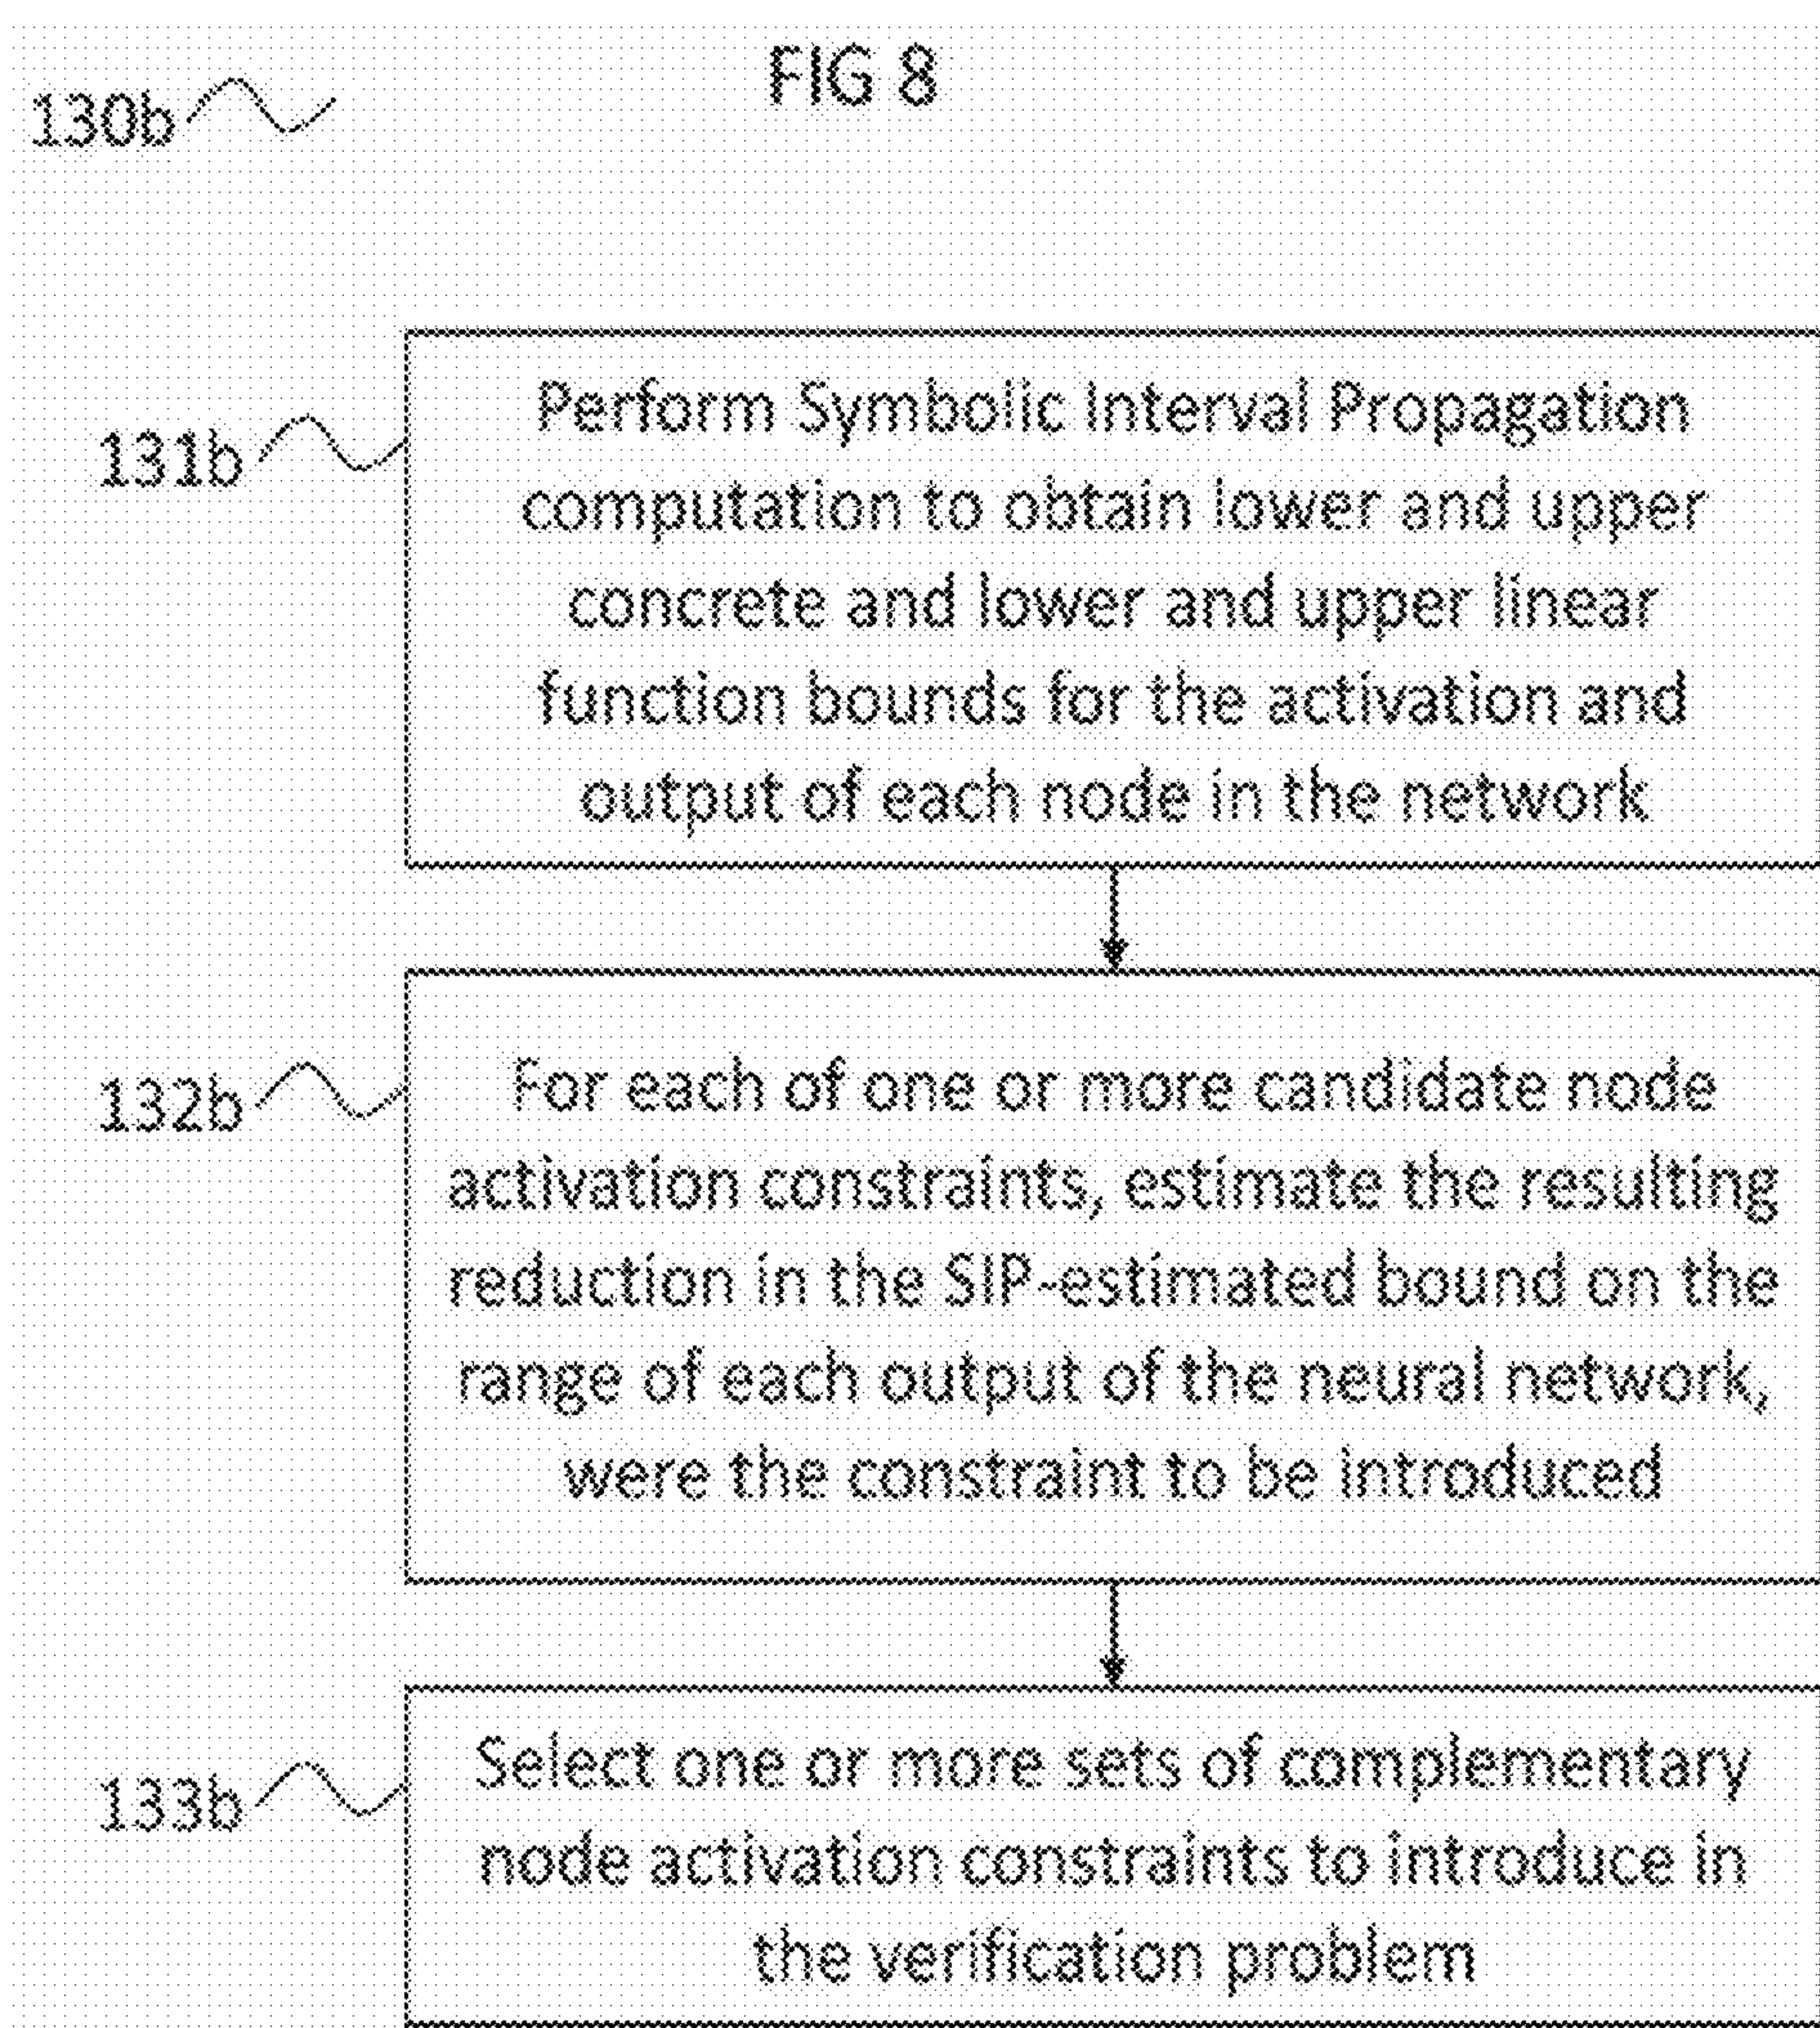 FIG 8
130b
131b
Perform Symbolic Interval Propagation
computation to obtain lower and upper
concrete and lower and upper linear
function bounds for the activation and
output of each node in the network
132b
For each of one or more candidate node
activation constraints, estimate the resulting
reduction in the SIP-estimated bound on the
range of each output of the neural network,
were the constraint to be introduced
133b
Select one or more sets of complementary
node activation constraints to introduce in
the verification problem